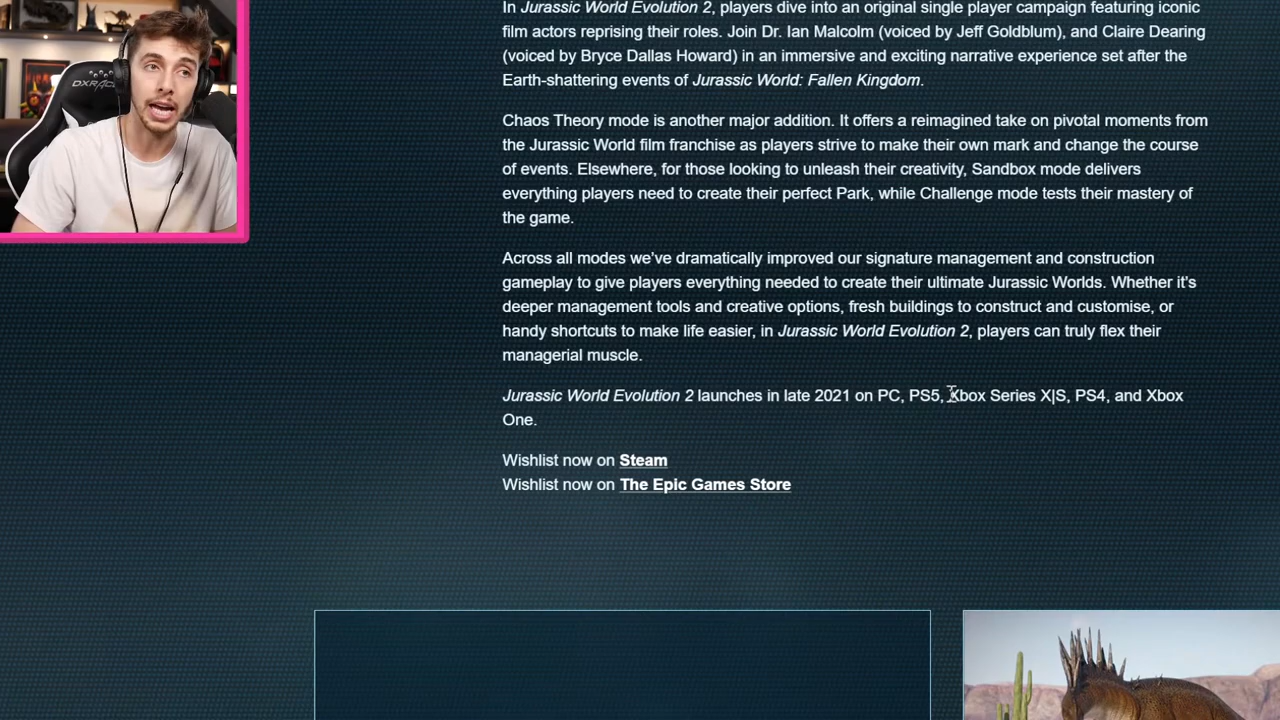 DXRACER
In Jurassic World Evolution 2, players dive into an original single player campaign featuring iconic
film actors reprising their roles. Join Dr. Ian Malcolm (voiced by Jeff Goldblum), and Claire Dearing
(voiced by Bryce Dallas Howard) in an immersive and exciting narrative experience set after the
Earth-shattering events of Jurassic World: Fallen Kingdom.
Chaos Theory mode is another major addition. It offers a reimagined take on pivotal moments from
the Jurassic World film franchise as players strive to make their own mark and change the course
of events. Elsewhere, for those looking to unleash their creativity, Sandbox mode delivers
everything players need to create their perfect Park, while Challenge mode tests their mastery of
the game.
Across all modes we’ve dramatically improved our signature management and construction
gameplay to give players everything needed to create their ultimate Jurassic Worlds. Whether it’s
deeper management tools and creative options, fresh buildings to construct and customise, or
handy shortcuts to make life easier, in Jurassic World Evolution 2, players can truly flex their
managerial muscle.
Jurassic World Evolution 2 launches in late 2021 on PC, PS5, Xbox Series X|S, PS4, and Xbox
One.
Wishlist now on Steam
Wishlist now on The Epic Games Store